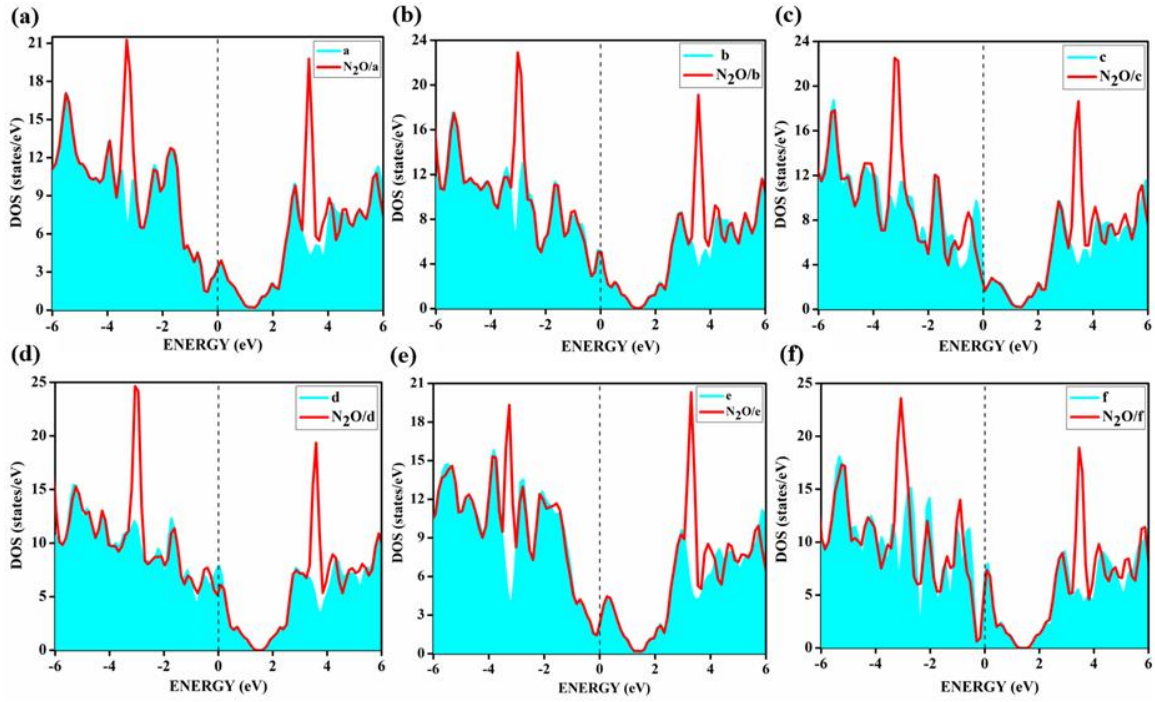 (a)
a
N₂O/a
DOS (states/eV)
21
18
15
12
9
6
3
0
-6 -4 -2 0 2 4 6
ENERGY (eV)
(b)
b
N₂O/b
DOS (states/eV)
24
20
16
12
8
4
0
-6 -4 -2 0 2 4 6
ENERGY (eV)
(c)
c
N₂O/c
DOS (states/eV)
24
20
16
12
8
4
0
-6 -4 -2 0 2 4 6
ENERGY (eV)
(d)
d
N₂O/d
DOS (states/eV)
25
20
15
10
5
0
-6 -4 -2 0 2 4 6
ENERGY (eV)
(e)
e
N₂O/e
DOS (states/eV)
21
18
15
12
9
6
3
0
-6 -4 -2 0 2 4 6
ENERGY (eV)
(f)
f
N₂O/f
DOS (states/eV)
25
20
15
10
5
0
-6 -4 -2 0 2 4 6
ENERGY (eV)